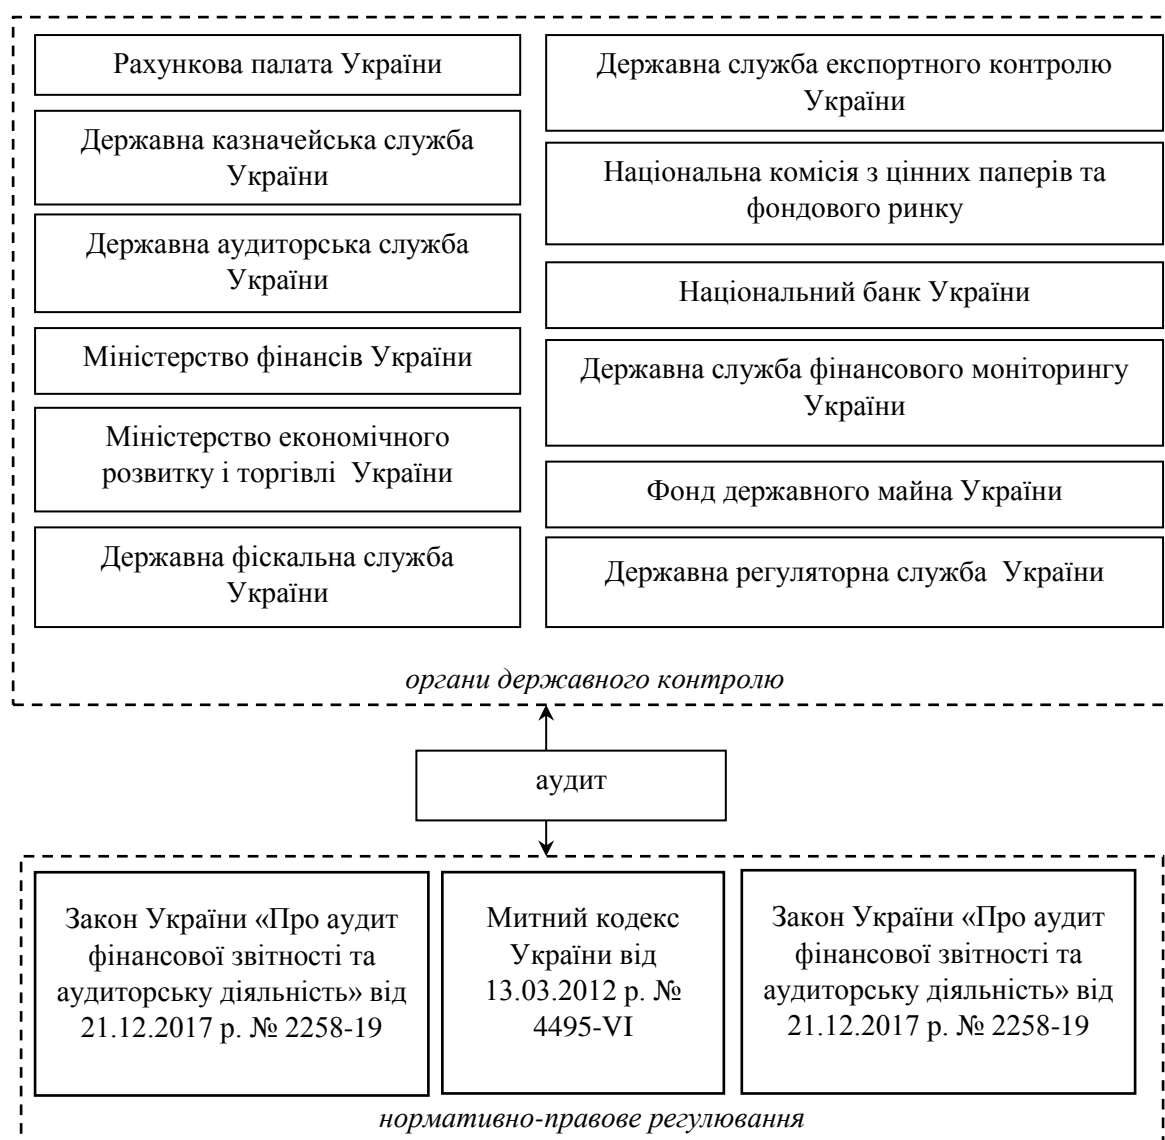 Рахункова палата України
Державна казначейська служба
України
Державна аудиторська служба
України
Міністерство фінансів України
Міністерство економічного
розвитку і торгівлі України
Державна фіскальна служба
України
Державна служба експортного контролю
України
Національна комісія з цінних паперів та
фондового ринку
Національний банк України
Державна служба фінансового моніторингу
України
Фонд державного майна України
Державна регуляторна служба України
органи державного контролю
аудит
Закон України «Про аудит
фінансової звітності та
аудиторську діяльність» від
21.12.2017 р. № 2258-19
Митний кодекс
України від
13.03.2012 р. №
4495-VI
Закон України «Про аудит
фінансової звітності та
аудиторську діяльність» від
21.12.2017 р. № 2258-19
нормативно-правове регулювання